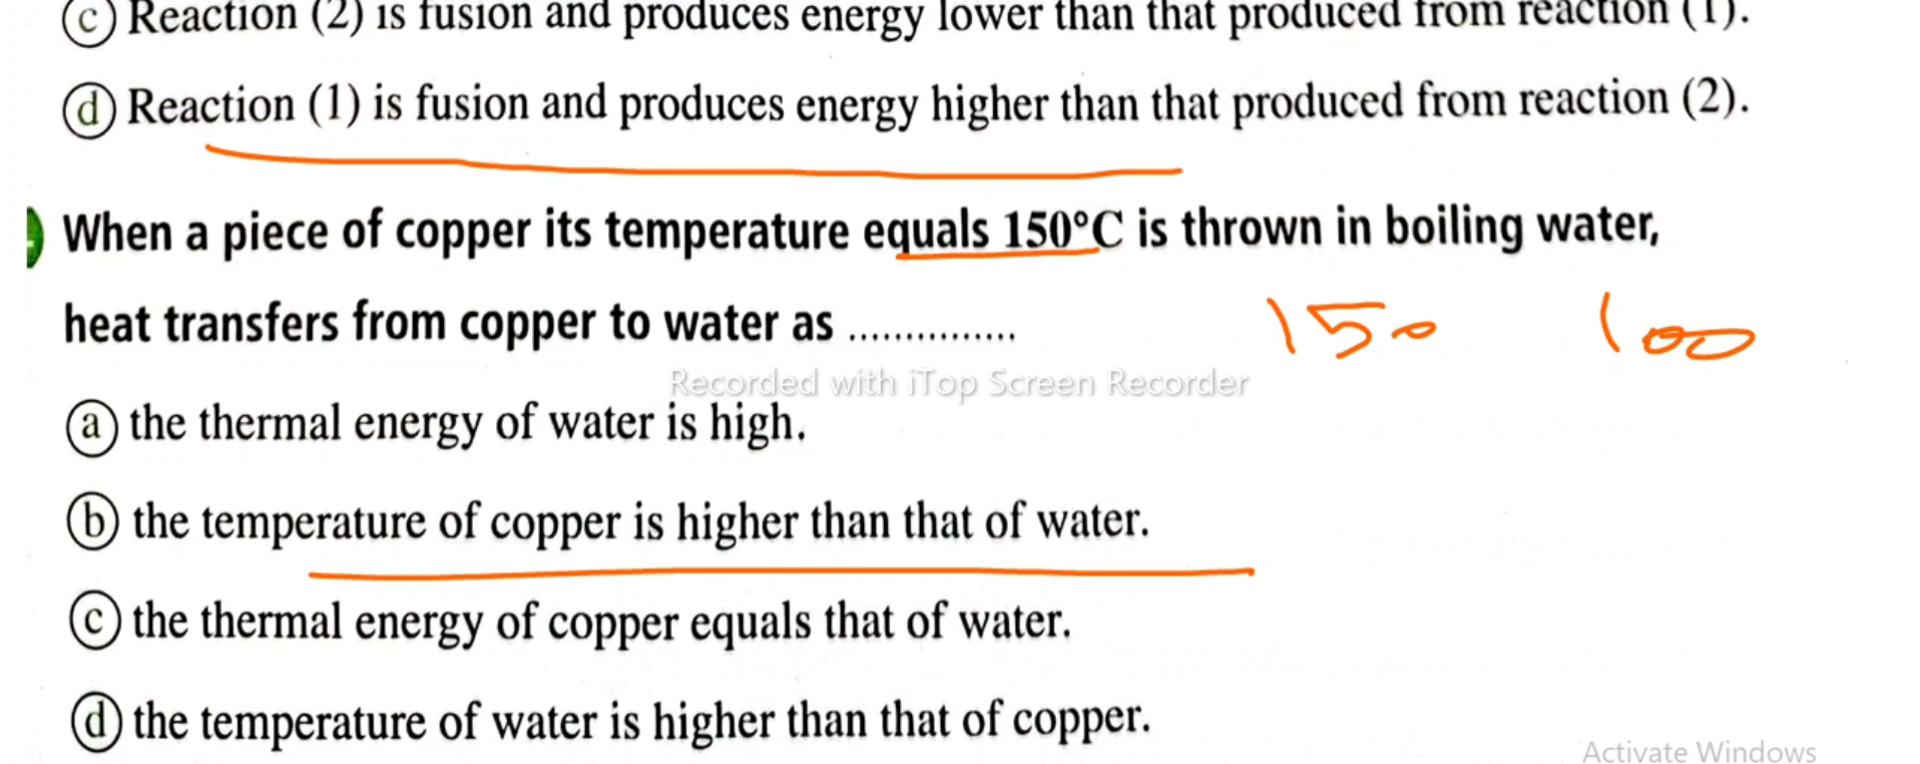 ⓒ Reaction (2) is fusion and produces energy lower than that produced from reaction (1).
ⓓ Reaction (1) is fusion and produces energy higher than that produced from reaction (2).
When a piece of copper its temperature equals 150°C is thrown in boiling water,
heat transfers from copper to water as ...............
150 100
Recorded with iTop Screen Recorder
ⓐ the thermal energy of water is high.
ⓑ the temperature of copper is higher than that of water.
ⓒ the thermal energy of copper equals that of water.
ⓓ the temperature of water is higher than that of copper.
Activate Windows